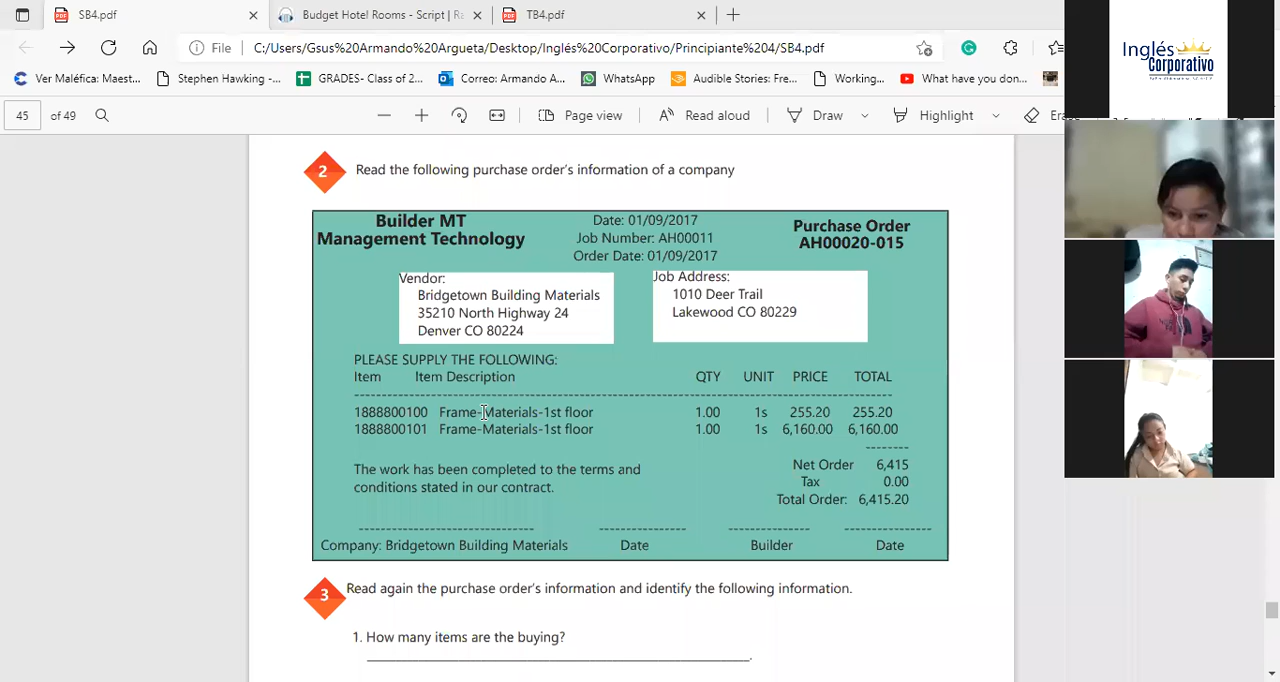 SB4.pdf
Budget Hotel Rooms - Script | Ra
TB4.pdf
File
C:/Users/Gsus%20Armando%20Argueta/Desktop/Inglés%20Corporativo/Principiante%204/SB4.pdf
Ver Maléfica: Maest...
Stephen Hawking -...
GRADES- Class of 2...
Correo: Armando A...
WhatsApp
Audible Stories: Fre...
Working...
What have you don...
45 of 49
Page view
Read aloud
Draw
Highlight
Inglés
Corporativo
2
Read the following purchase order's information of a company
Builder MT
Management Technology
Date: 01/09/2017
Job Number: AH00011
Order Date: 01/09/2017
Purchase Order
AH00020-015
Vendor:
Bridgetown Building Materials
35210 North Highway 24
Denver CO 80224
Job Address:
1010 Deer Trail
Lakewood CO 80229
PLEASE SUPPLY THE FOLLOWING:
Item Item Description QTY UNIT PRICE TOTAL
1888800100 Frame-Materials-1st floor 1.00 1s 255.20 255.20
1888800101 Frame-Materials-1st floor 1.00 1s 6,160.00 6,160.00
Net Order 6,415
Tax 0.00
Total Order: 6,415.20
The work has been completed to the terms and
conditions stated in our contract.
Company: Bridgetown Building Materials Date Builder Date
3
Read again the purchase order's information and identify the following information.
1. How many items are the buying?